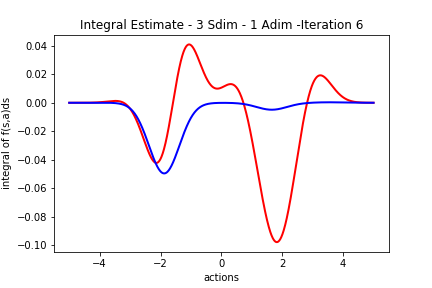 Integral Estimate - 3 Sdim - 1 Adim -Iteration 6
integral of f(s,a)ds
0.04
0.02
0.00
−0.02
−0.04
−0.06
−0.08
−0.10
−4 −2 0 2 4
actions